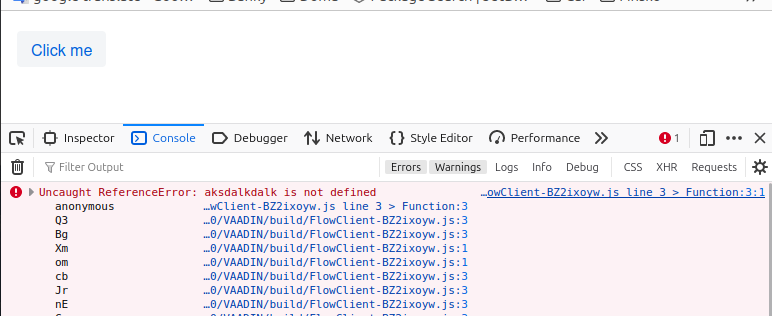 Click me
Inspector
Console
Debugger
Network
Style Editor
Performance
1
Filter Output
Errors
Warnings
Logs
Info
Debug
CSS
XHR
Requests
Uncaught ReferenceError: aksdalkdalk is not defined …owClient-BZ2ixoyw.js line 3 > Function:3:1
anonymous …wClient-BZ2ixoyw.js line 3 > Function:3
Q3 …0/VAADIN/build/FlowClient-BZ2ixoyw.js:3
Bg …0/VAADIN/build/FlowClient-BZ2ixoyw.js:3
Xm …0/VAADIN/build/FlowClient-BZ2ixoyw.js:1
om …0/VAADIN/build/FlowClient-BZ2ixoyw.js:1
cb …0/VAADIN/build/FlowClient-BZ2ixoyw.js:3
Jr …0/VAADIN/build/FlowClient-BZ2ixoyw.js:3
nE …0/VAADIN/build/FlowClient-BZ2ixoyw.js:3